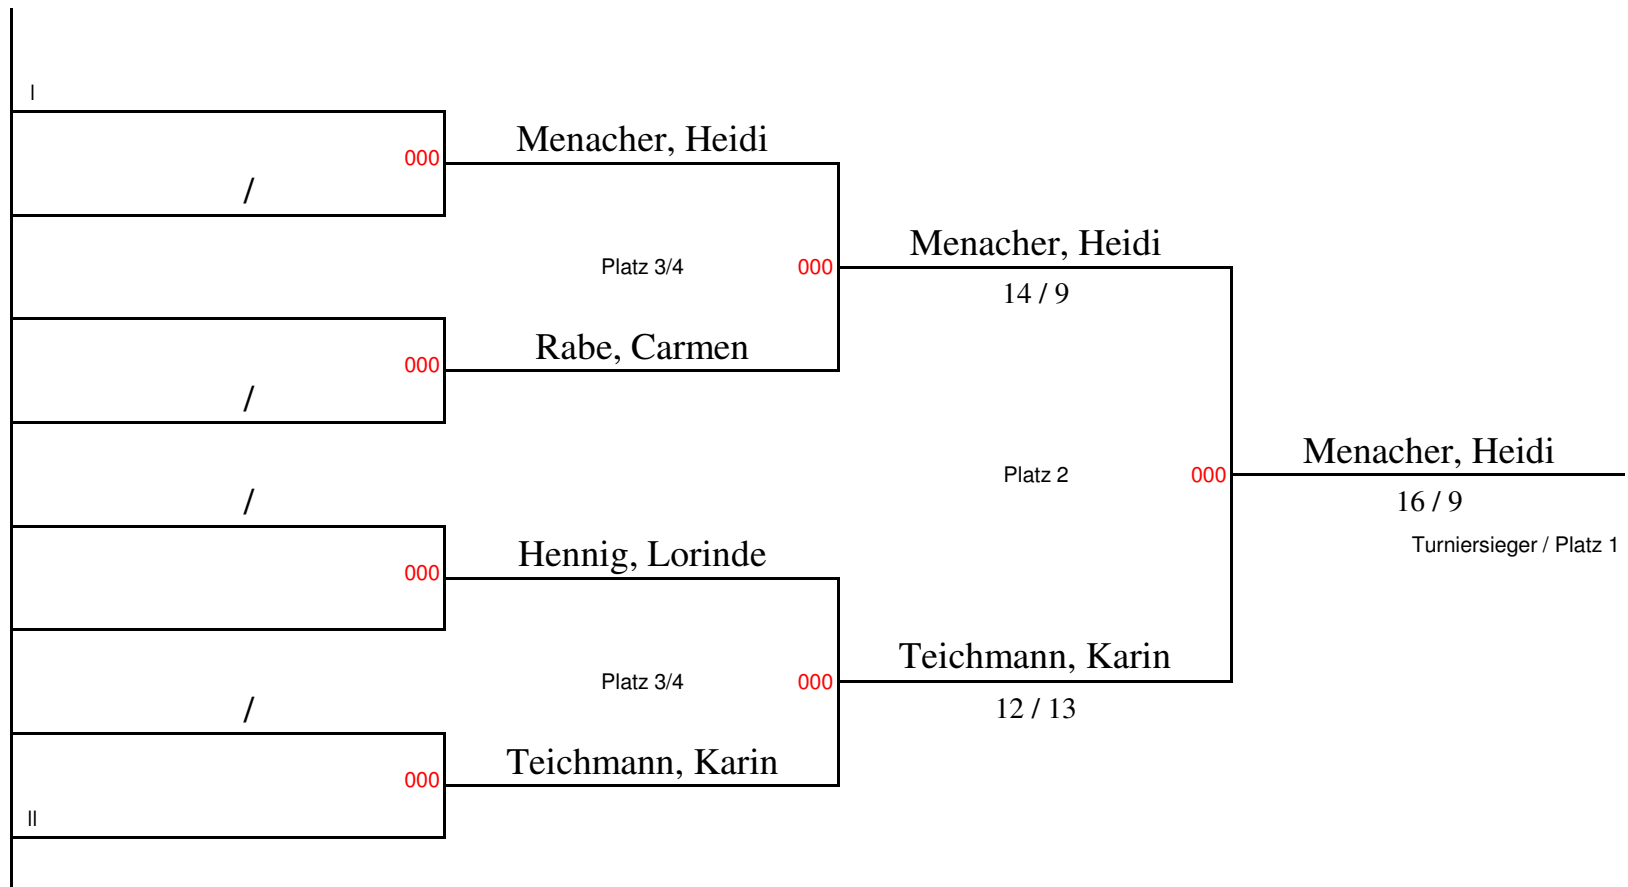 I
Menacher, Heidi
000
/
Menacher, Heidi
Platz 3/4
000
14 / 9
Rabe, Carmen
000
/
Menacher, Heidi
Platz 2
000
16 / 9
/
Turniersieger / Platz 1
Hennig, Lorinde
000
Teichmann, Karin
Platz 3/4
000
12 / 13
/
Teichmann, Karin
000
II